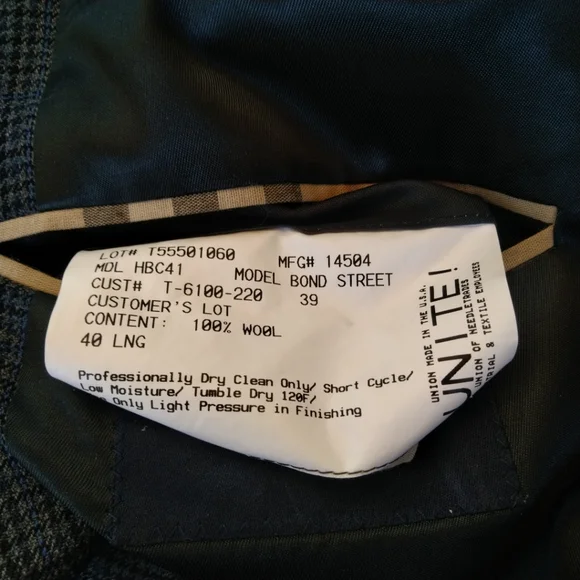 LOT# T55501060 MFG# 14504
MDL HBC41 MODEL BOND STREET
CUST# T-6100-220 39
CUSTOMER'S LOT
CONTENT: 100% WOOL
40 LNG
Professionally Dry Clean Only/ Short Cycle/
Low Moisture/ Tumble Dry 120F/
Only Light Pressure in Finishing
UNION MADE IN THE U.S.A.
UNITE!
UNION OF NEEDLETRADES
& TEXTILE EMPLOYEES